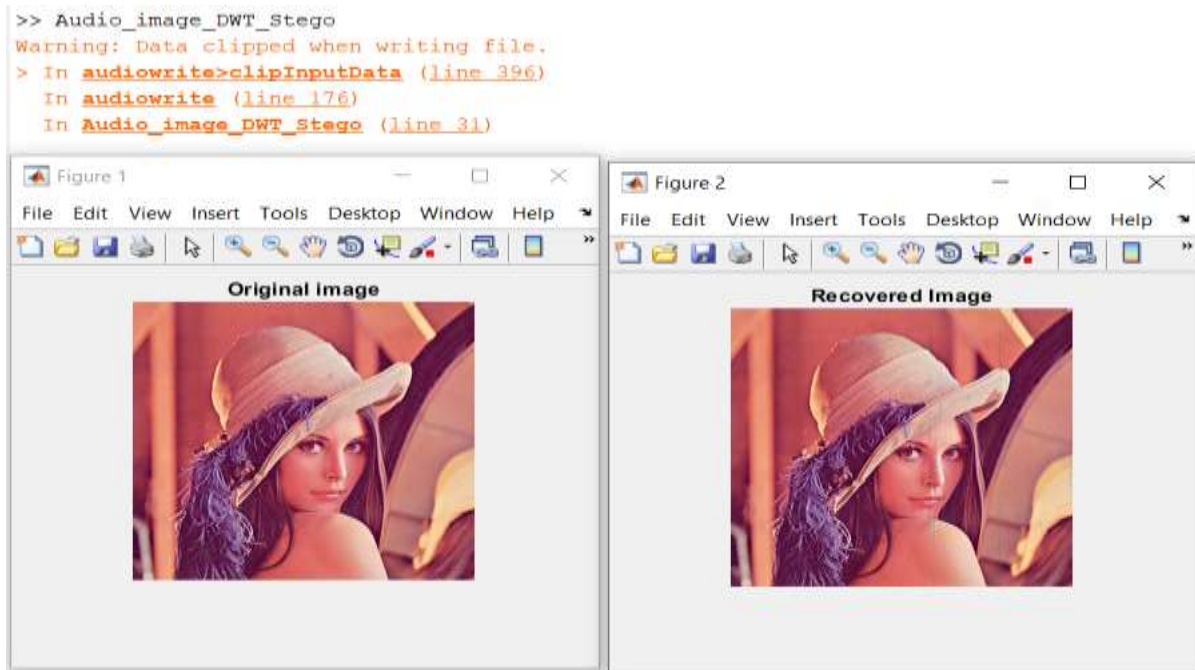 >> Audio_image_DWT_Stego
Warning: Data clipped when writing file.
> In audiowrite>clipInputData (line 396)
In audiowrite (line 176)
In Audio_image_DWT_Stego (line 31)
Figure 1
File Edit View Insert Tools Desktop Window Help
Original image
Figure 2
File Edit View Insert Tools Desktop Window Help
Recovered Image